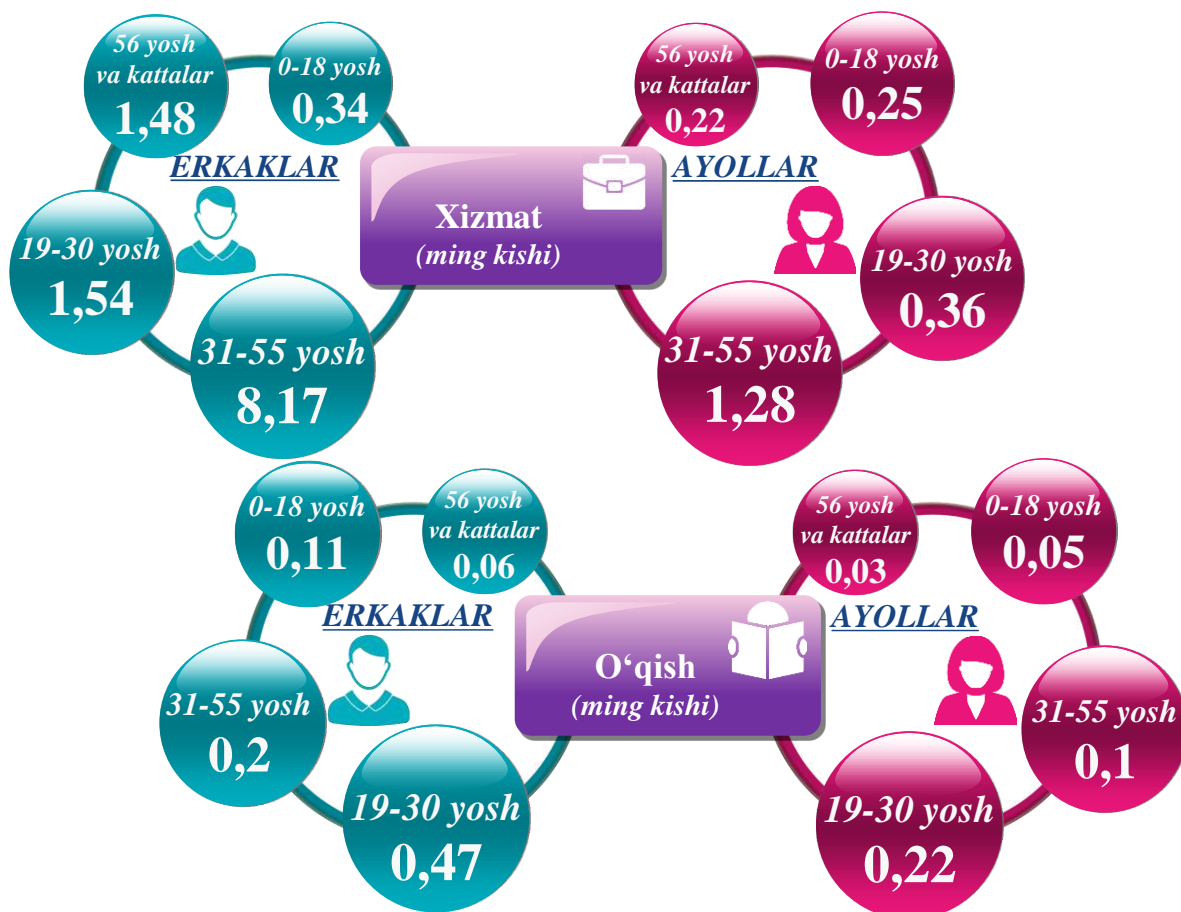 56 yosh
va kattalar
1,48
0-18 yosh
0,34
ERKAKLAR
19-30 yosh
1,54
31-55 yosh
8,17
Xizmat
(ming kishi)
56 yosh
va kattalar
0,22
0-18 yosh
0,25
AYOLLAR
19-30 yosh
0,36
31-55 yosh
1,28
0-18 yosh
0,11
56 yosh
va kattalar
0,06
ERKAKLAR
31-55 yosh
0,2
19-30 yosh
0,47
O‘qish
(ming kishi)
56 yosh
va kattalar
0,03
0-18 yosh
0,05
AYOLLAR
31-55 yosh
0,1
19-30 yosh
0,22